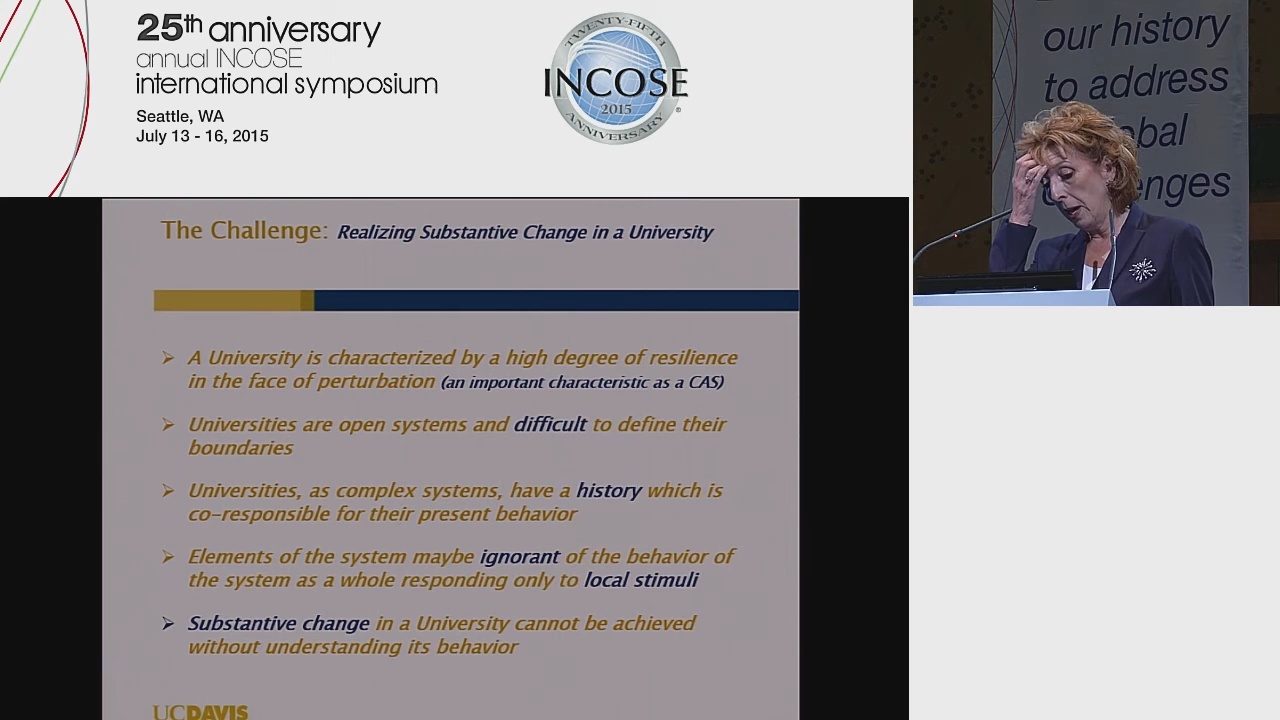 25th anniversary
annual INCOSE
international symposium
Seattle, WA
July 13 - 16, 2015
TWENTY-FIFTH
INCOSE
2015
ANNIVERSARY
®
our history
to address
The Challenge: Realizing Substantive Change in a University
➢ A University is characterized by a high degree of resilience
in the face of perturbation (an important characteristic as a CAS)
➢ Universities are open systems and difficult to define their
boundaries
➢ Universities, as complex systems, have a history which is
co-responsible for their present behavior
➢ Elements of the system maybe ignorant of the behavior of
the system as a whole responding only to local stimuli
➢ Substantive change in a University cannot be achieved
without understanding its behavior
UCDAVIS